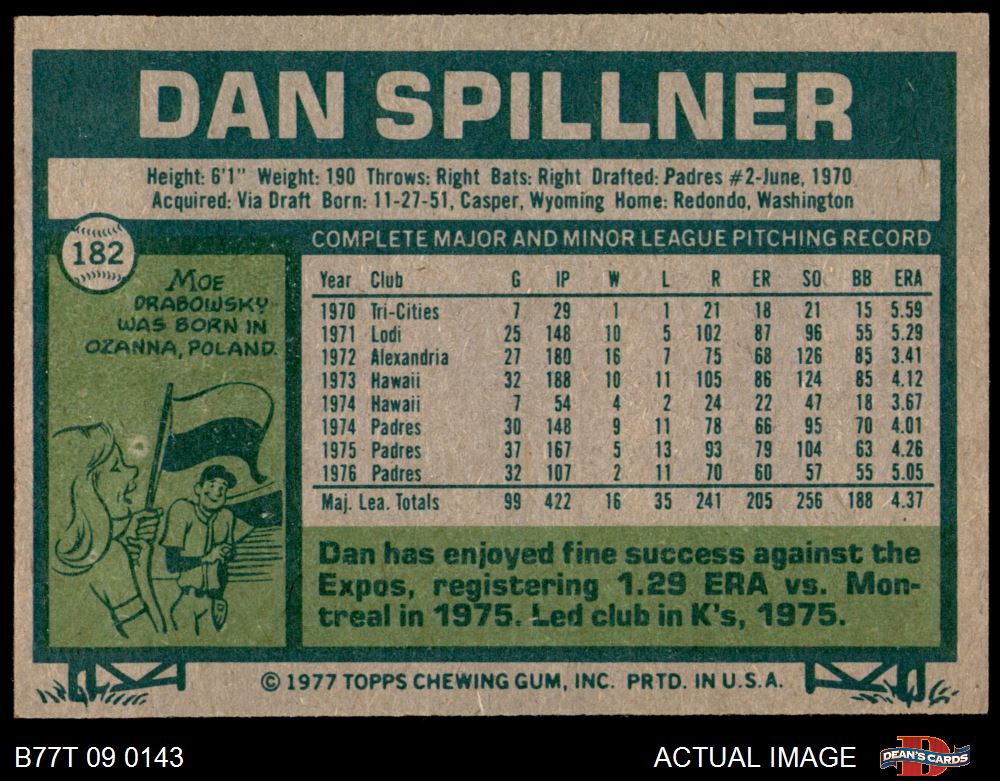 DAN SPILLNER
Height: 6'1" Weight: 190 Throws: Right Bats: Right Drafted: Padres #2-June, 1970
Acquired: Via Draft Born: 11-27-51, Casper, Wyoming Home: Redondo, Washington
182
COMPLETE MAJOR AND MINOR LEAGUE PITCHING RECORD
MOE
DRABOWSKY
WAS BORN IN
OZANNA, POLAND.
Year Club G IP W L R ER SO BB ERA
1970 Tri-Cities 7 29 1 1 21 18 21 15 5.59
1971 Lodi 25 148 10 5 102 87 96 55 5.29
1972 Alexandria 27 180 16 7 75 68 126 85 3.41
1973 Hawaii 32 188 10 11 105 86 124 85 4.12
1974 Hawaii 7 54 4 2 24 22 47 18 3.67
1974 Padres 30 148 9 11 78 66 95 70 4.01
1975 Padres 37 167 5 13 93 79 104 63 4.26
1976 Padres 32 107 2 11 70 60 57 55 5.05
Maj. Lea. Totals 99 422 16 35 241 205 256 188 4.37
Dan has enjoyed fine success against the
Expos, registering 1.29 ERA vs. Mon-
treal in 1975. Led club in K's, 1975.
© 1977 TOPPS CHEWING GUM, INC. PRTD. IN U.S.A.
B77T 09 0143
ACTUAL IMAGE
DEAN'S CARDS